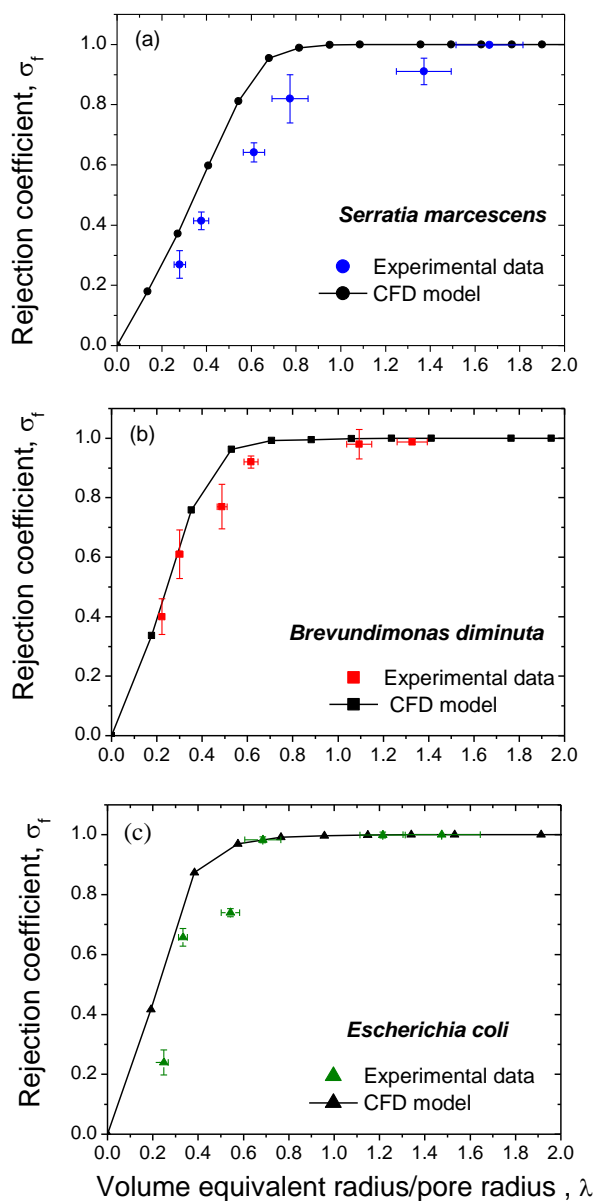 (a)
1.0
0.8
0.6
0.4
0.2
0.0
Rejection coefficient, σf
Serratia marcescens
Experimental data
CFD model
0.0 0.2 0.4 0.6 0.8 1.0 1.2 1.4 1.6 1.8 2.0
(b)
1.0
0.8
0.6
0.4
0.2
0.0
Rejection coefficient, σf
Brevundimonas diminuta
Experimental data
CFD model
0.0 0.2 0.4 0.6 0.8 1.0 1.2 1.4 1.6 1.8 2.0
(c)
1.0
0.8
0.6
0.4
0.2
0.0
Rejection coefficient, σf
Escherichia coli
Experimental data
CFD model
0.0 0.2 0.4 0.6 0.8 1.0 1.2 1.4 1.6 1.8 2.0
Volume equivalent radius/pore radius , λ